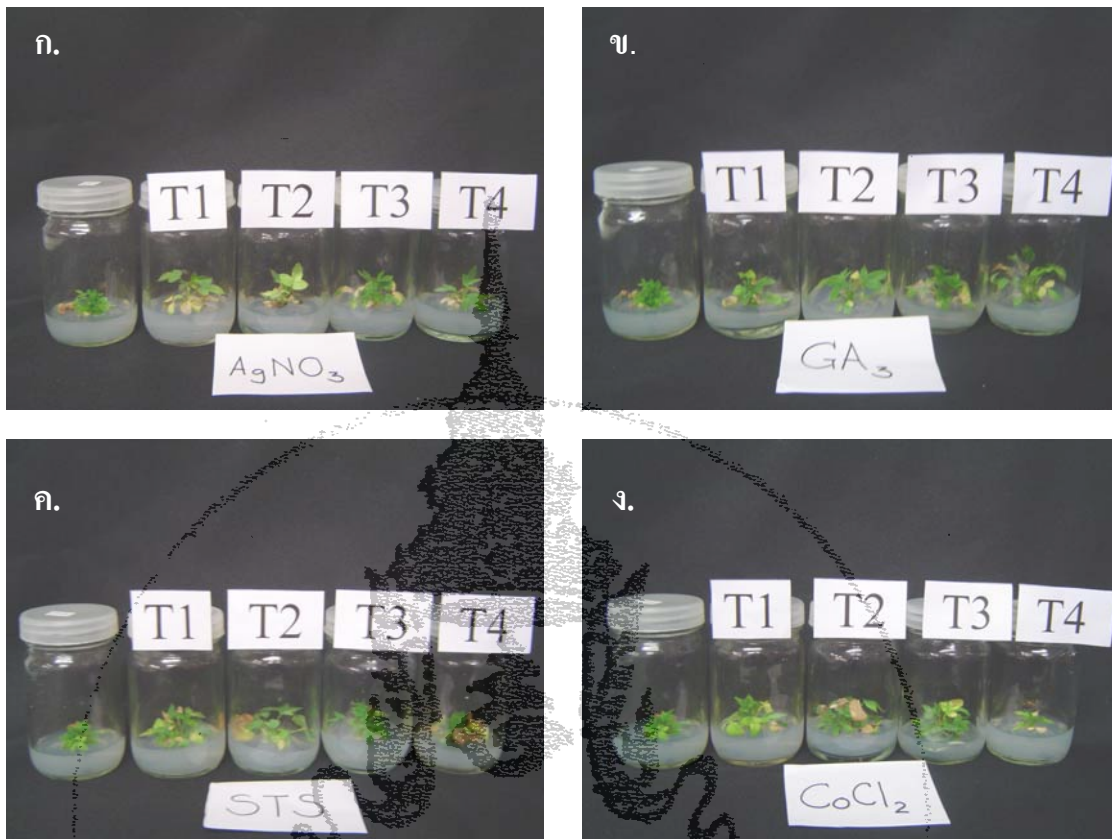 ก.
T1 T2 T3 T4
AgNO₃
ข.
T1 T2 T3 T4
GA₃
ค.
T1 T2 T3 T4
STS
ง.
T1 T2 T3 T4
CoCl₂